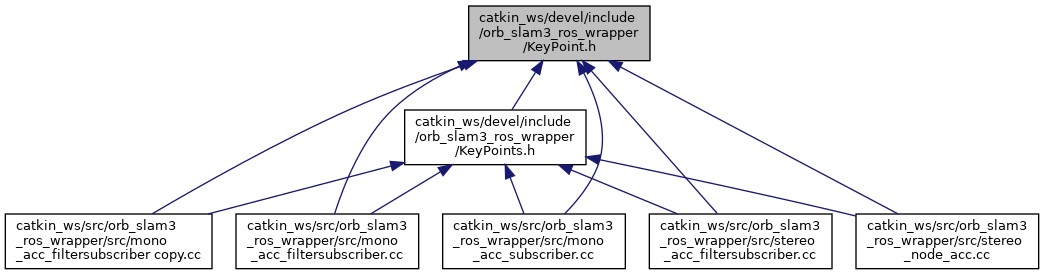 catkin_ws/devel/include
/orb_slam3_ros_wrapper
/KeyPoint.h
catkin_ws/devel/include
/orb_slam3_ros_wrapper
/KeyPoints.h
catkin_ws/src/orb_slam3
_ros_wrapper/src/mono
_acc_filtersubscriber copy.cc
catkin_ws/src/orb_slam3
_ros_wrapper/src/mono
_acc_filtersubscriber.cc
catkin_ws/src/orb_slam3
_ros_wrapper/src/mono
_acc_subscriber.cc
catkin_ws/src/orb_slam3
_ros_wrapper/src/stereo
_acc_filtersubscriber.cc
catkin_ws/src/orb_slam3
_ros_wrapper/src/stereo
_node_acc.cc